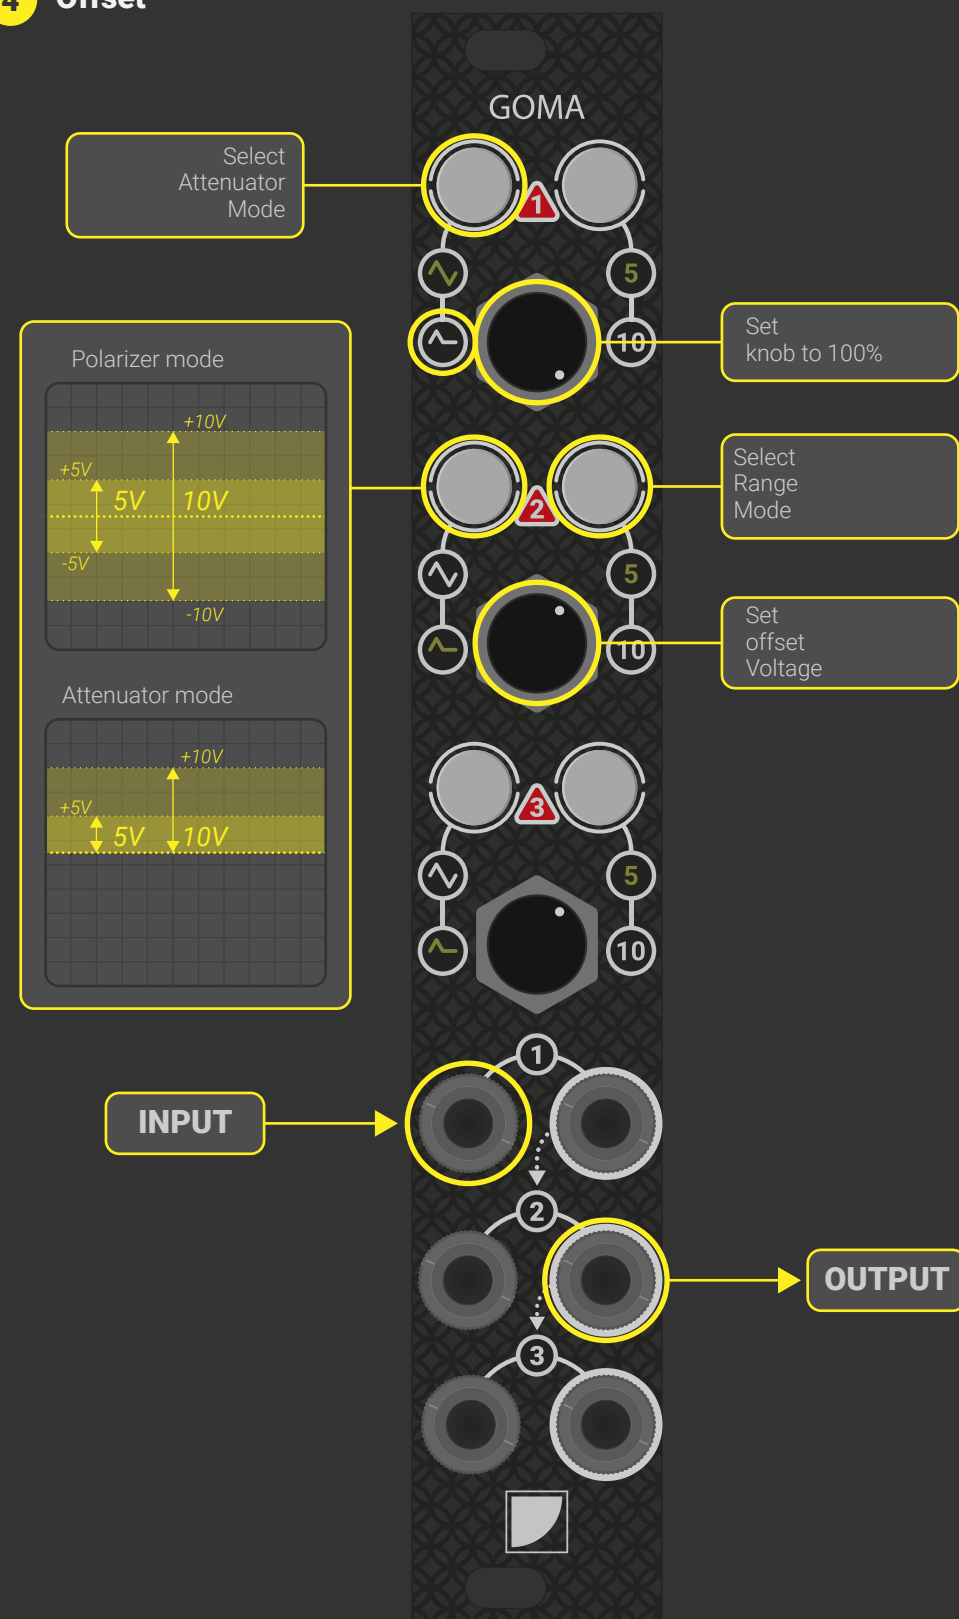 4 Offset
GOMA
Select
Attenuator
Mode
1
5
10
Set
knob to 100%
Polarizer mode
+10V
+5V
5V 10V
-5V
-10V
Select
Range
Mode
2
5
10
Set
offset
Voltage
Attenuator mode
+10V
+5V
5V 10V
3
5
10
1
INPUT
2
OUTPUT
3